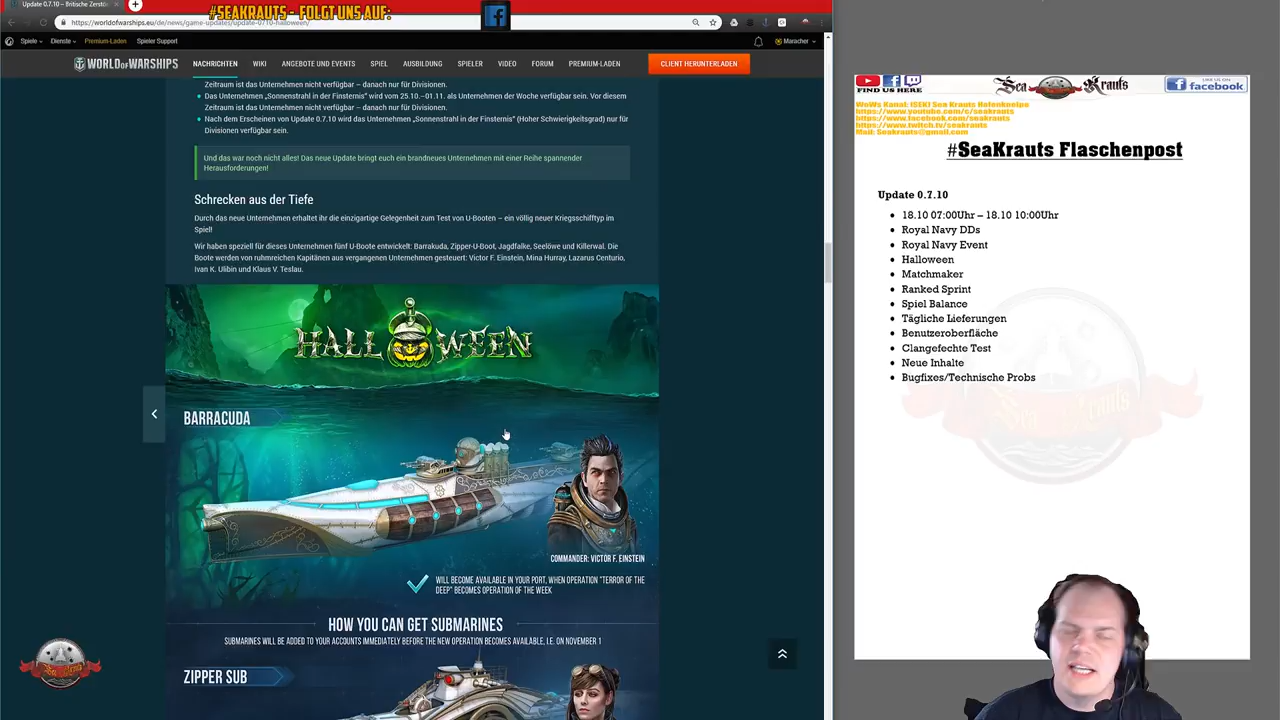 #SEAKRAUTS - FOLGT UNS AUF:
Update 0.7.10 – Britische Zerstö
https://worldofwarships.eu/de/news/game-updates/update-0710-halloween/
Spiele
Dienste
Premium-Laden
Spieler Support
Maracher
WORLD OF WARSHIPS
NACHRICHTEN
WIKI
ANGEBOTE UND EVENTS
SPIEL
AUSBILDUNG
SPIELER
VIDEO
FORUM
PREMIUM-LADEN
CLIENT HERUNTERLADEN
Zeitraum ist das Unternehmen nicht verfügbar – danach nur für Divisionen.
Das Unternehmen „Sonnenstrahl in der Finsternis" wird vom 25.10. –01.11. als Unternehmen der Woche verfügbar sein. Vor diesem
Zeitraum ist das Unternehmen nicht verfügbar – danach nur für Divisionen.
Nach dem Erscheinen von Update 0.7.10 wird das Unternehmen „Sonnenstrahl in der Finsternis" (Hoher Schwierigkeitsgrad) nur für
Divisionen verfügbar sein.
Und das war noch nicht alles! Das neue Update bringt euch ein brandneues Unternehmen mit einer Reihe spannender
Herausforderungen!
Schrecken aus der Tiefe
Durch das neue Unternehmen erhaltet ihr die einzigartige Gelegenheit zum Test von U-Booten – ein völlig neuer Kriegsschifftyp im
Spiel!
Wir haben speziell für dieses Unternehmen fünf U-Boote entwickelt: Barrakuda, Zipper-U-Boot, Jagdfalke, Seelöwe und Killerwal. Die
Boote werden von ruhmreichen Kapitänen aus vergangenen Unternehmen gesteuert: Victor F. Einstein, Mina Hurray, Lazarus Centurio,
Ivan K. Ulibin und Klaus V. Teslau.
HALLOWEEN
BARRACUDA
COMMANDER: VICTOR F. EINSTEIN
WILL BECOME AVAILABLE IN YOUR PORT, WHEN OPERATION "TERROR OF THE
DEEP" BECOMES OPERATION OF THE WEEK
HOW YOU CAN GET SUBMARINES
SUBMARINES WILL BE ADDED TO YOUR ACCOUNTS IMMEDIATELY BEFORE THE NEW OPERATION BECOMES AVAILABLE, I.E. ON NOVEMBER 1
ZIPPER SUB
FIND US HERE
Sea Krauts
LIKE US ON
facebook
WoWs Kanal: [SEK] Sea Krauts Hafenkneipe
https://www.youtube.com/c/seakrauts
https://www.facebook.com/seakrauts
https://www.twitch.tv/seakrauts
Mail: Seakrauts@gmail.com
#SeaKrauts Flaschenpost
Update 0.7.10
18.10 07:00Uhr – 18.10 10:00Uhr
Royal Navy DDs
Royal Navy Event
Halloween
Matchmaker
Ranked Sprint
Spiel Balance
Tägliche Lieferungen
Benutzeroberfläche
Clangefechte Test
Neue Inhalte
Bugfixes/Technische Probs